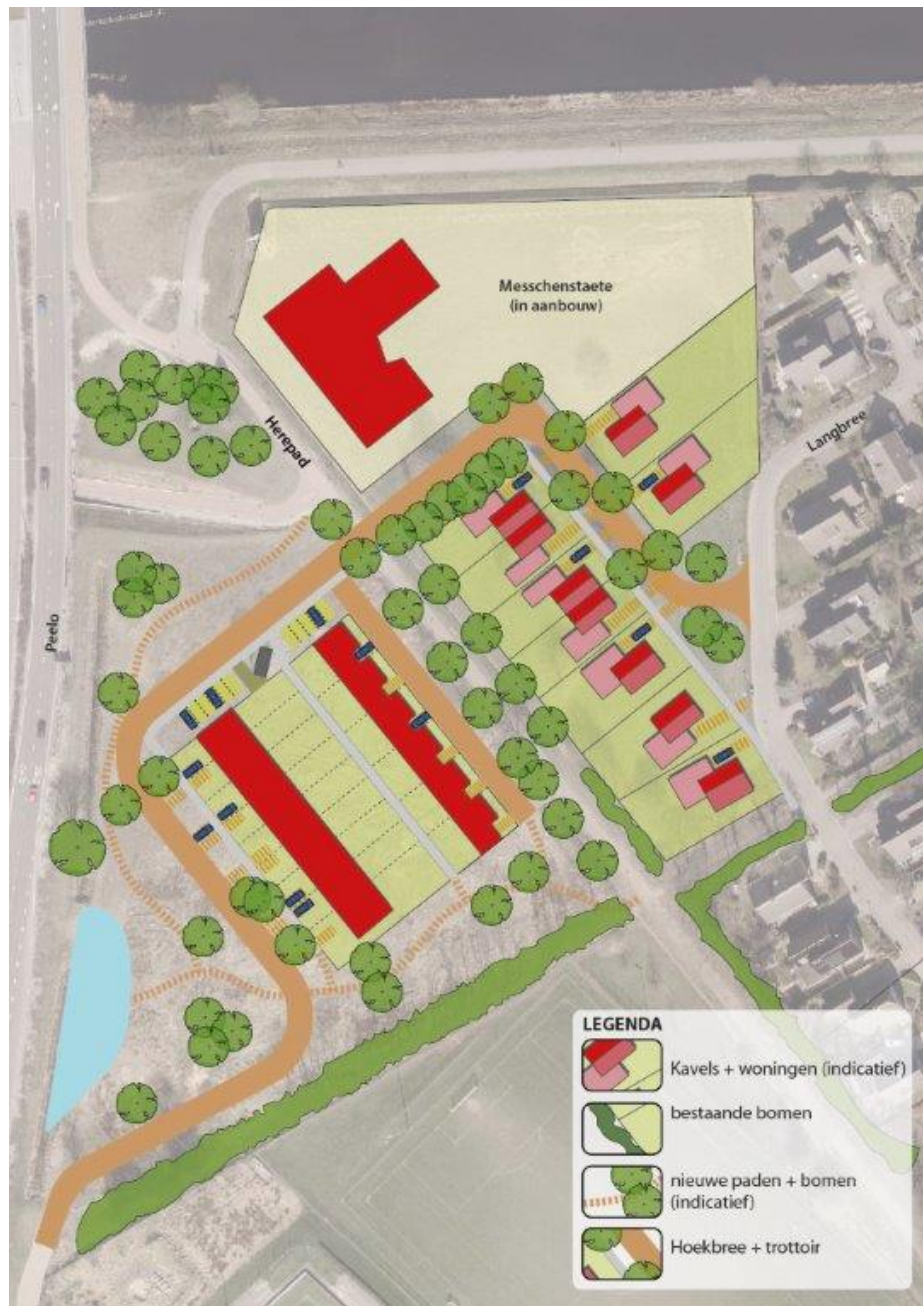 Messchenstaete
(in aanbouw)
Herepad
Langbree
Peelo
LEGENDA
Kavels + woningen (indicatief)
bestaande bomen
nieuwe paden + bomen
(indicatief)
Hoekbree + trottoir